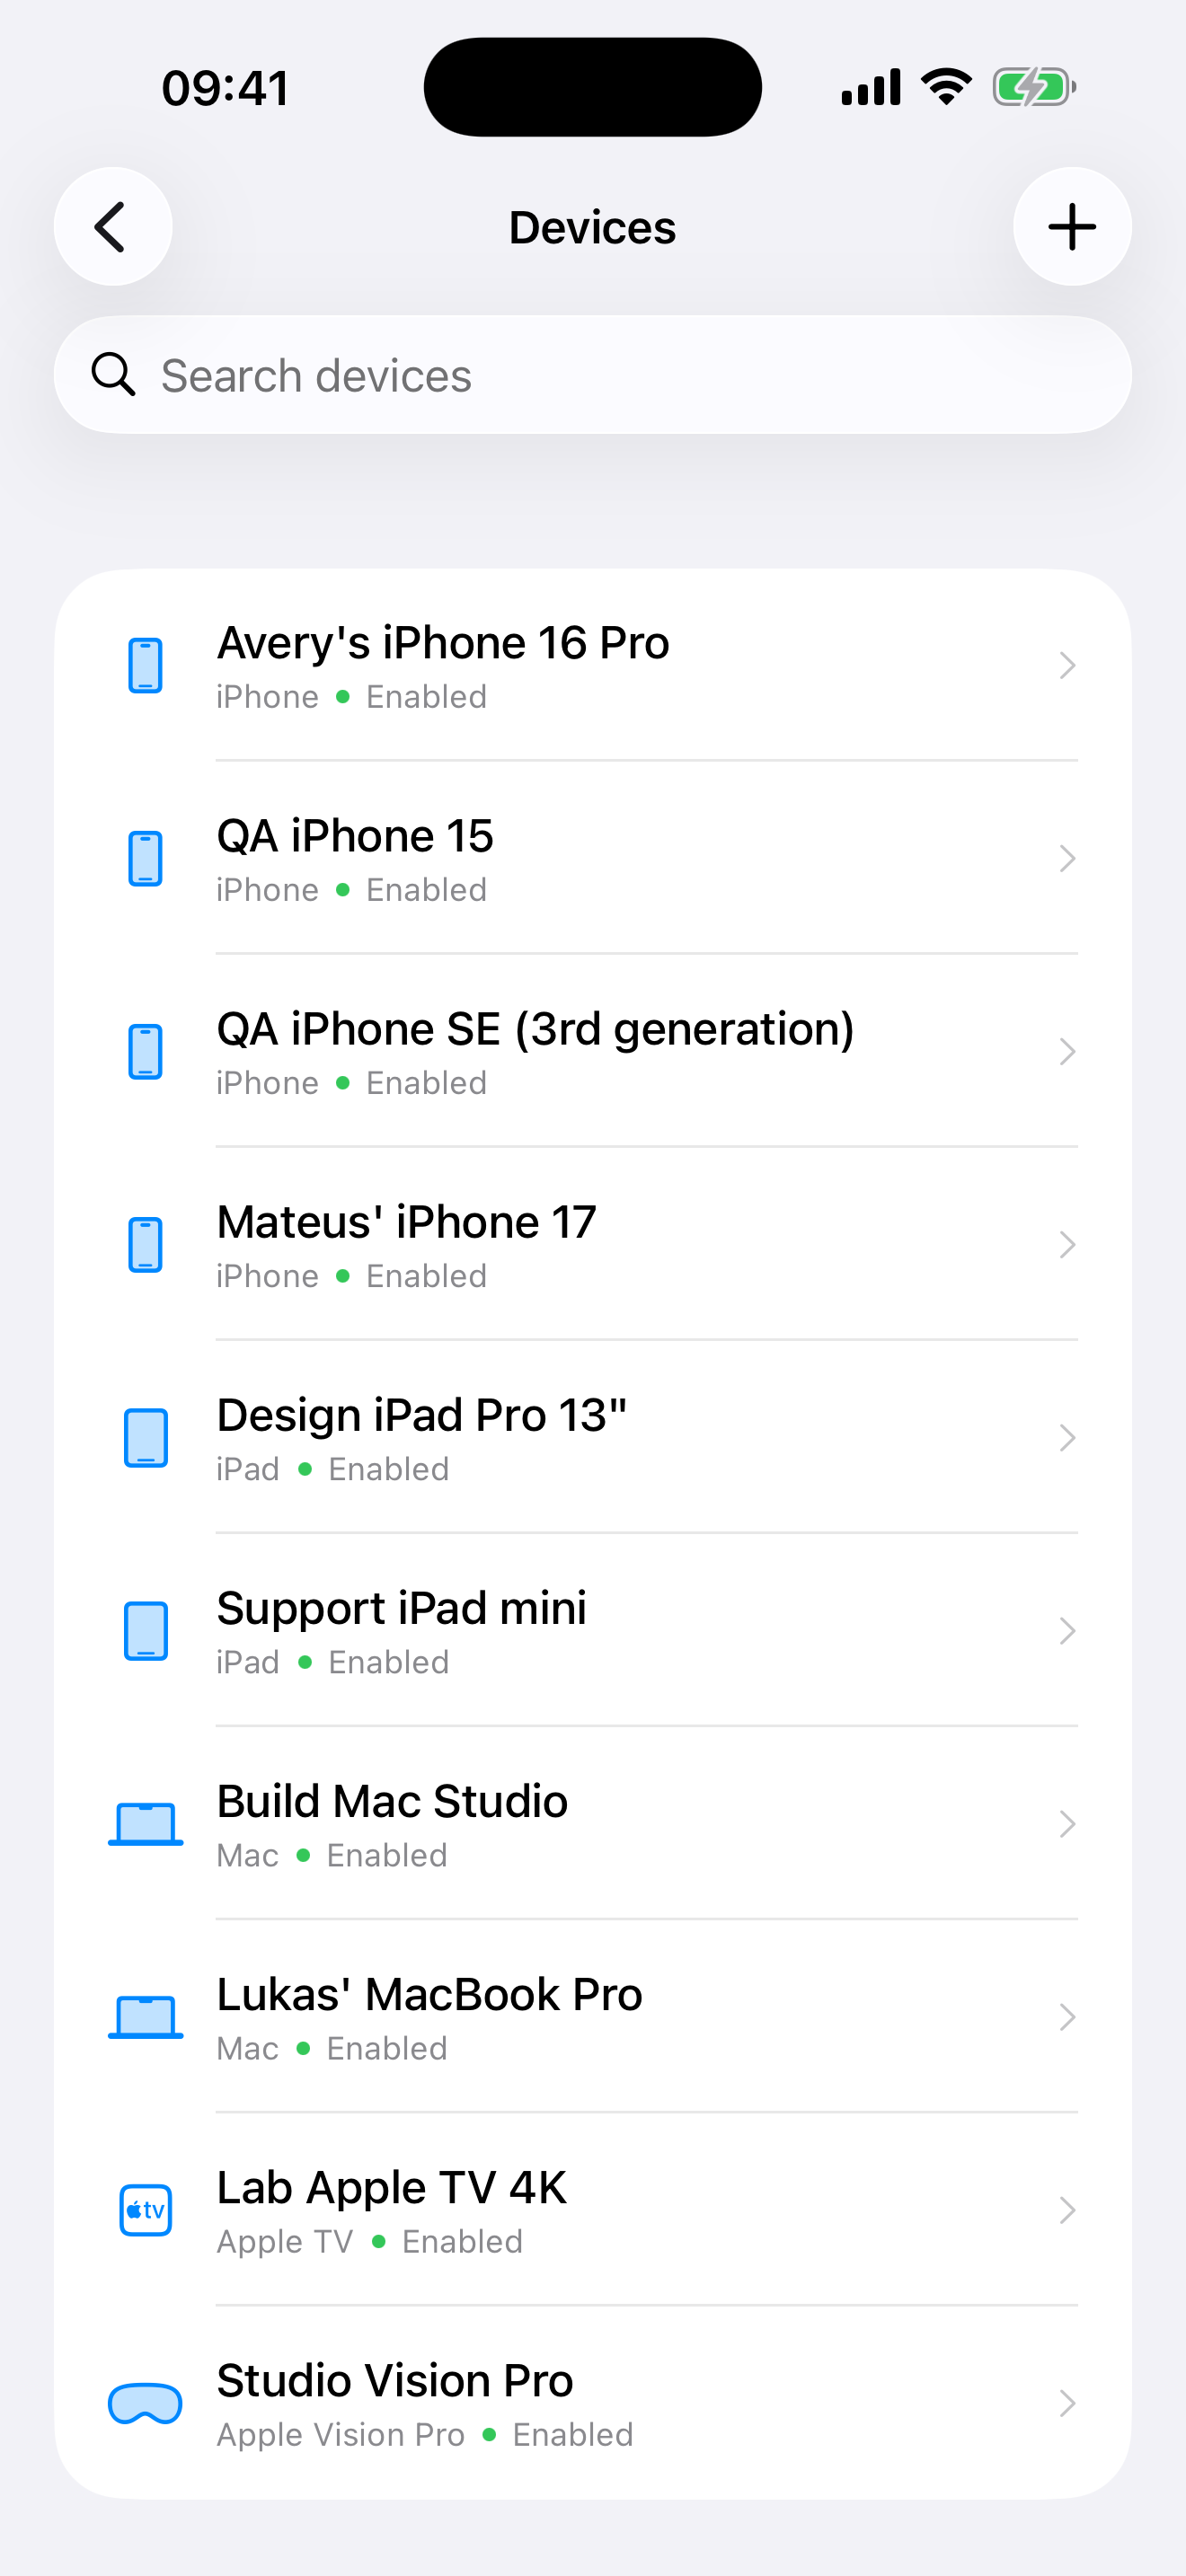 09:41
Devices
Search devices
Avery's iPhone 16 Pro
iPhone • Enabled
QA iPhone 15
iPhone • Enabled
QA iPhone SE (3rd generation)
iPhone • Enabled
Mateus' iPhone 17
iPhone • Enabled
Design iPad Pro 13"
iPad • Enabled
Support iPad mini
iPad • Enabled
Build Mac Studio
Mac • Enabled
Lukas' MacBook Pro
Mac • Enabled
tv
Lab Apple TV 4K
Apple TV • Enabled
Studio Vision Pro
Apple Vision Pro • Enabled